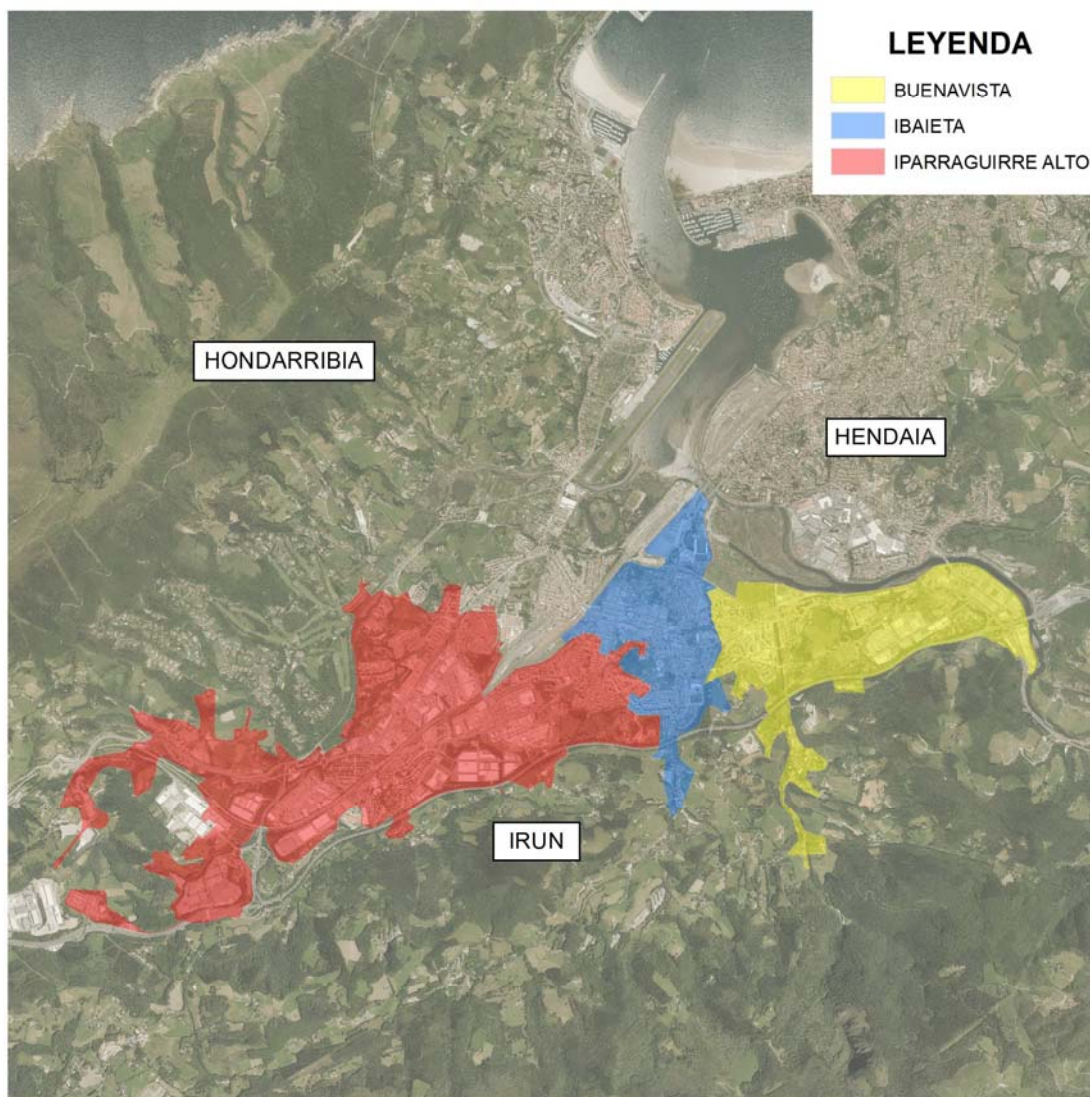 LEYENDA
BUENAVISTA
IBAIETA
IPARRAGUIRRE ALTO
HONDARRIBIA
HENDAIA
IRUN